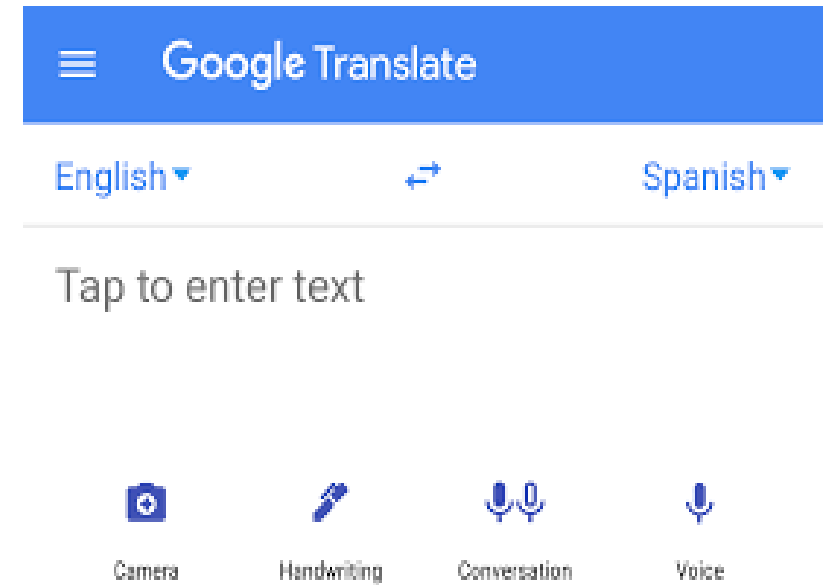 Google Translate
English Spanish
Tap to enter text
Camera Handwriting Conversation Voice